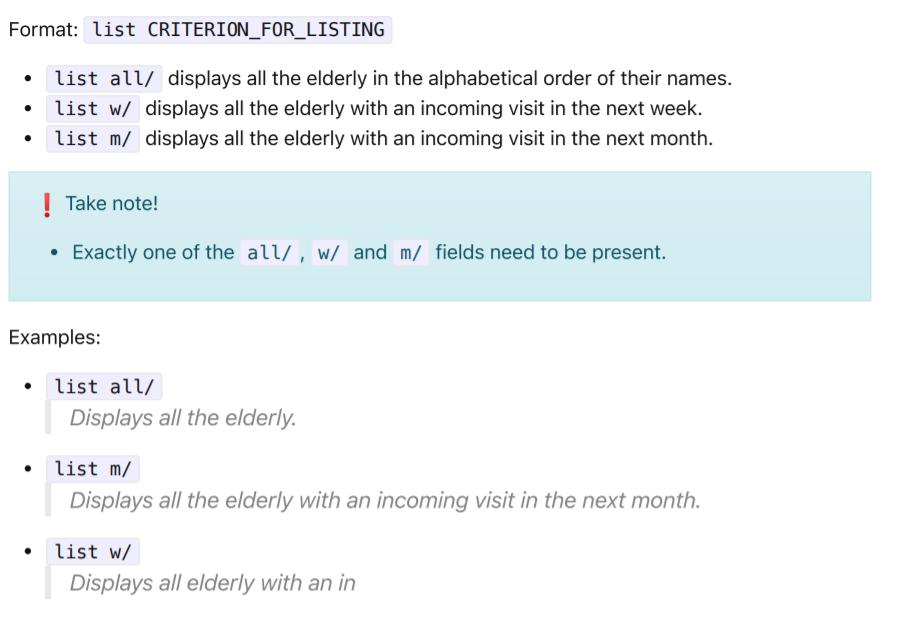 Format: list CRITERION_FOR_LISTING
• list all/ displays all the elderly in the alphabetical order of their names.
• list w/ displays all the elderly with an incoming visit in the next week.
• list m/ displays all the elderly with an incoming visit in the next month.
❗ Take note!
• Exactly one of the all/, w/ and m/ fields need to be present.
Examples:
• list all/
Displays all the elderly.
• list m/
Displays all the elderly with an incoming visit in the next month.
• list w/
Displays all elderly with an in